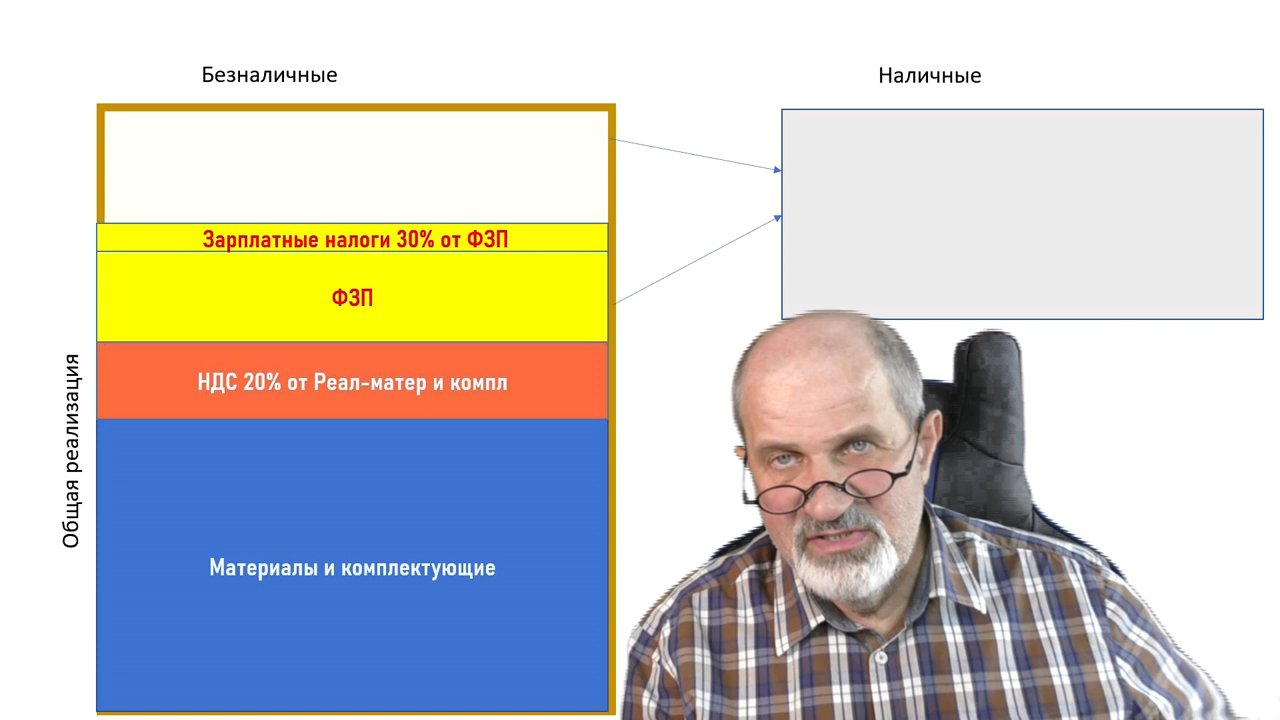 Безналичные
Наличные
Зарплатные налоги 30% от ФЗП
ФЗП
НДС 20% от Реал-матер и компл
Общая реализация
Материалы и комплектующие